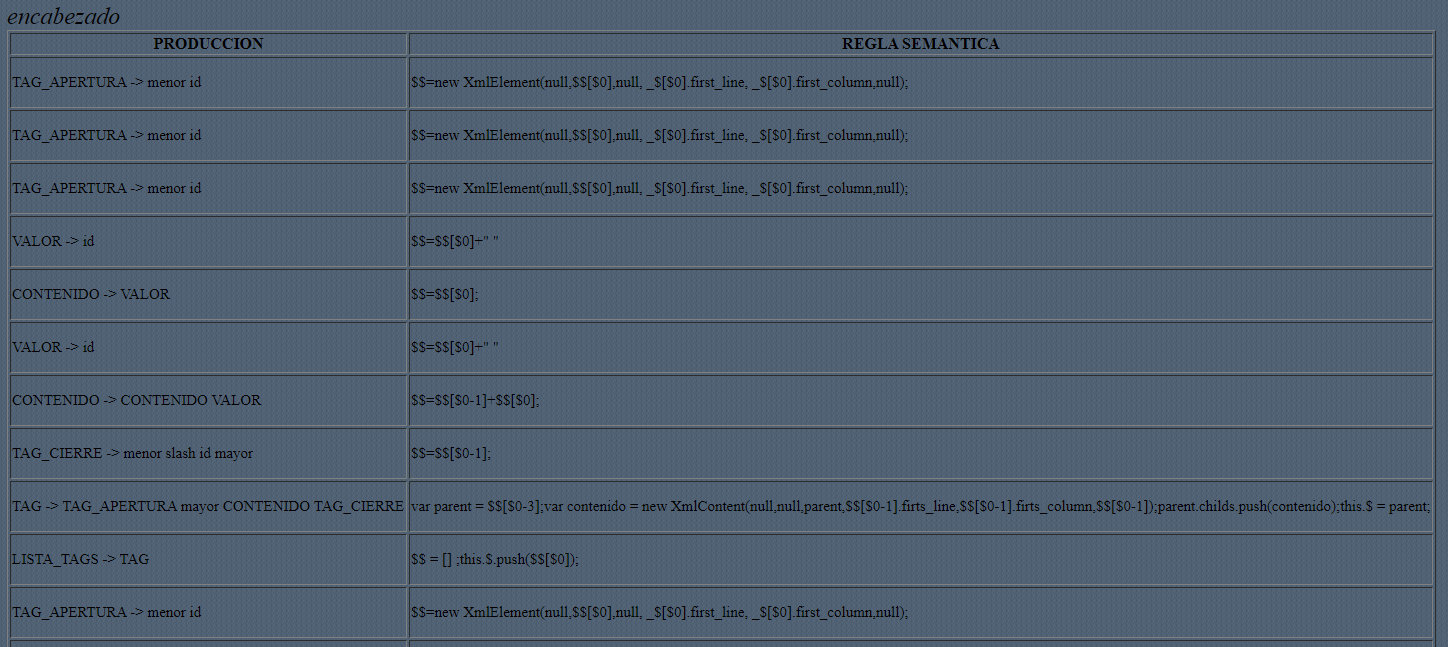 encabezado
PRODUCCION REGLA SEMANTICA
TAG_APERTURA -> menor id $$=new XmlElement(null,$$[$0],null, _$[$0].first_line, _$[$0].first_column,null);
TAG_APERTURA -> menor id $$=new XmlElement(null,$$[$0],null, _$[$0].first_line, _$[$0].first_column,null);
TAG_APERTURA -> menor id $$=new XmlElement(null,$$[$0],null, _$[$0].first_line, _$[$0].first_column,null);
VALOR -> id $$=$$[$0]+" "
CONTENIDO -> VALOR $$=$$[$0];
VALOR -> id $$=$$[$0]+" "
CONTENIDO -> CONTENIDO VALOR $$=$$[$0-1]+$$[$0];
TAG_CIERRE -> menor slash id mayor $$=$$[$0-1];
TAG -> TAG_APERTURA mayor CONTENIDO TAG_CIERRE var parent = $$[$0-3];var contenido = new XmlContent(null,null,parent,$$[$0-1].firts_line,$$[$0-1].firts_column,$$[$0-1]);parent.childs.push(contenido);this.$ = parent;
LISTA_TAGS -> TAG $$ = [] ;this.$.push($$[$0]);
TAG_APERTURA -> menor id $$=new XmlElement(null,$$[$0],null, _$[$0].first_line, _$[$0].first_column,null);